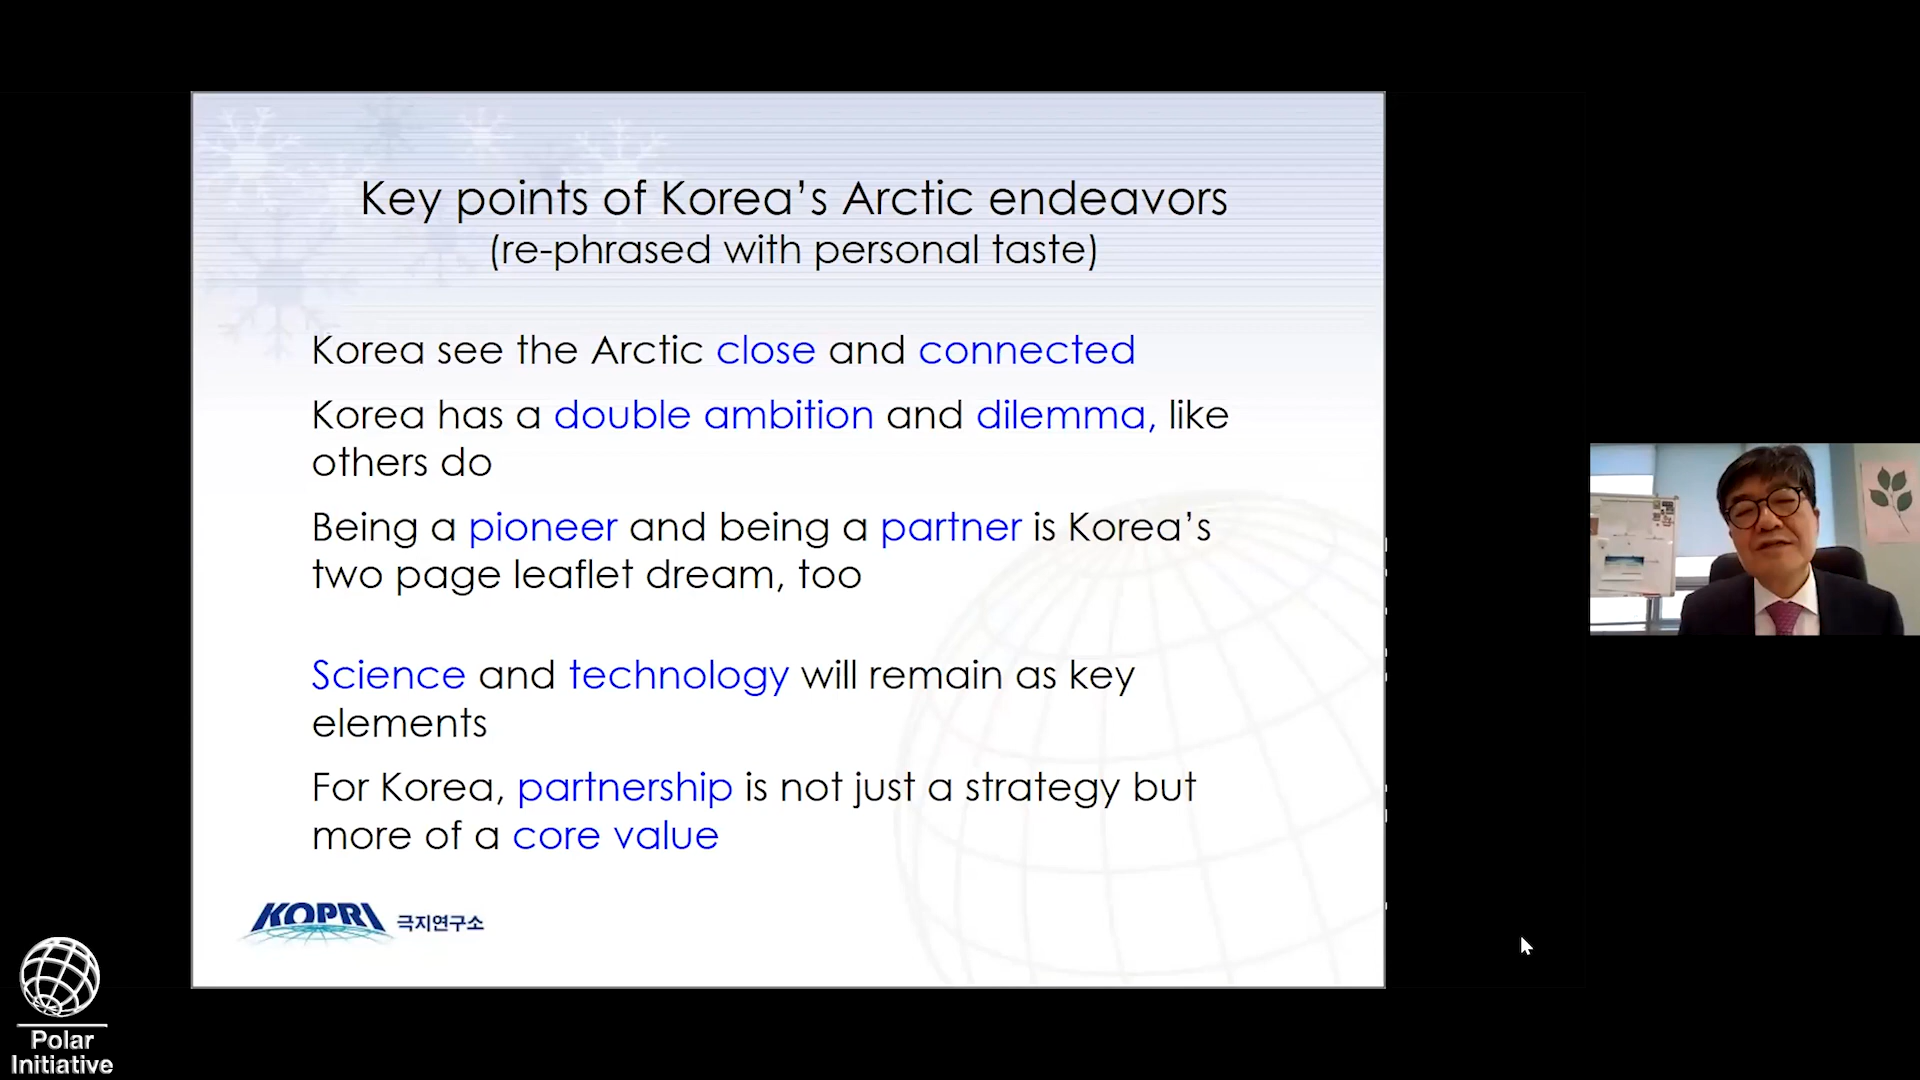 Key points of Korea's Arctic endeavors
(re-phrased with personal taste)
Korea see the Arctic close and connected
Korea has a double ambition and dilemma, like
others do
Being a pioneer and being a partner is Korea's
two page leaflet dream, too
Science and technology will remain as key
elements
For Korea, partnership is not just a strategy but
more of a core value
KOPRI 극지연구소
Polar
Initiative